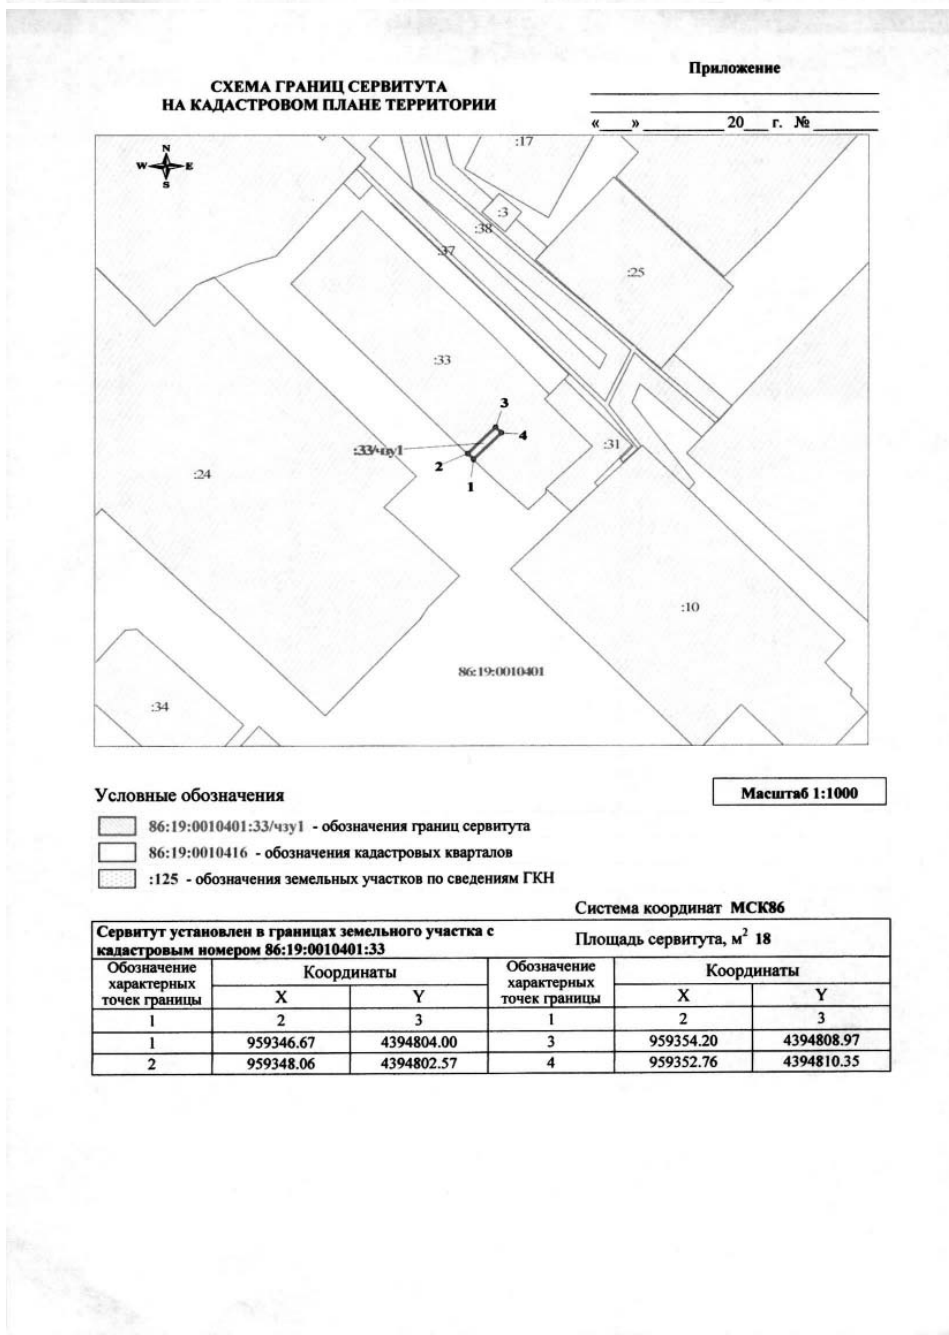 Приложение
СХЕМА ГРАНИЦ СЕРВИТУТА
НА КАДАСТРОВОМ ПЛАНЕ ТЕРРИТОРИИ
«___» ____________ 20___ г. № _________
N
W E
S
:17
:3
:38
:37
:25
:33
3
4
:33/чзу1
:31
2
1
:24
:10
86:19:0010401
:34
Условные обозначения
Масштаб 1:1000
86:19:0010401:33/чзу1 - обозначения границ сервитута
86:19:0010416 - обозначения кадастровых кварталов
:125 - обозначения земельных участков по сведениям ГКН
Система координат МСК86
Сервитут установлен в границах земельного участка с
кадастровым номером 86:19:0010401:33
Площадь сервитута, м2 18
Обозначение характерных точек границы Координаты Обозначение характерных точек границы Координаты
X Y X Y
1 2 3 1 2 3
1 959346.67 4394804.00 3 959354.20 4394808.97
2 959348.06 4394802.57 4 959352.76 4394810.35